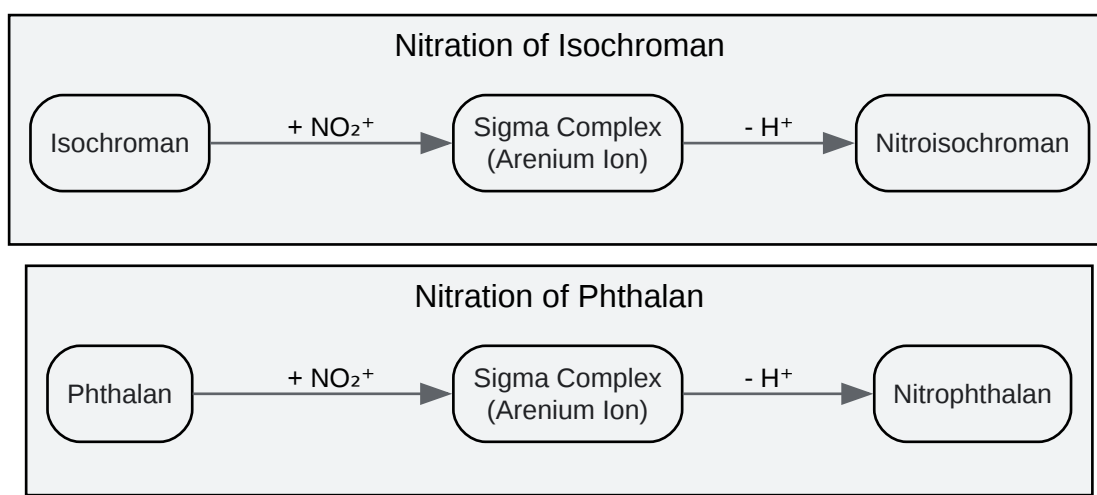 Nitration of Isochroman
Isochroman
+ NO₂⁺
Sigma Complex
(Arenium Ion)
- H⁺
Nitroisochroman
Nitration of Phthalan
Phthalan
+ NO₂⁺
Sigma Complex
(Arenium Ion)
- H⁺
Nitrophthalan